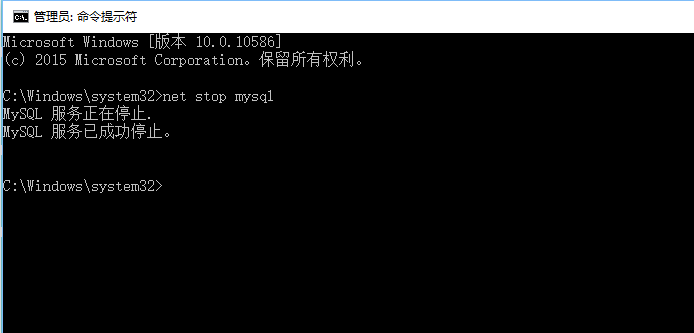 管理员: 命令提示符
Microsoft Windows [版本 10.0.10586]
(c) 2015 Microsoft Corporation。保留所有权利。
C:\Windows\system32>net stop mysql
MySQL 服务正在停止.
MySQL 服务已成功停止。
C:\Windows\system32>